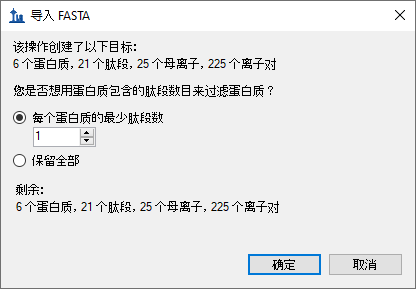 导入 FASTA
该操作创建了以下目标:
6 个蛋白质, 21 个肽段, 25 个母离子, 225 个离子对
您是否想用蛋白质包含的肽段数目来过滤蛋白质？
每个蛋白质的最少肽段数
1
保留全部
剩余:
6 个蛋白质, 21 个肽段, 25 个母离子, 225 个离子对
确定
取消